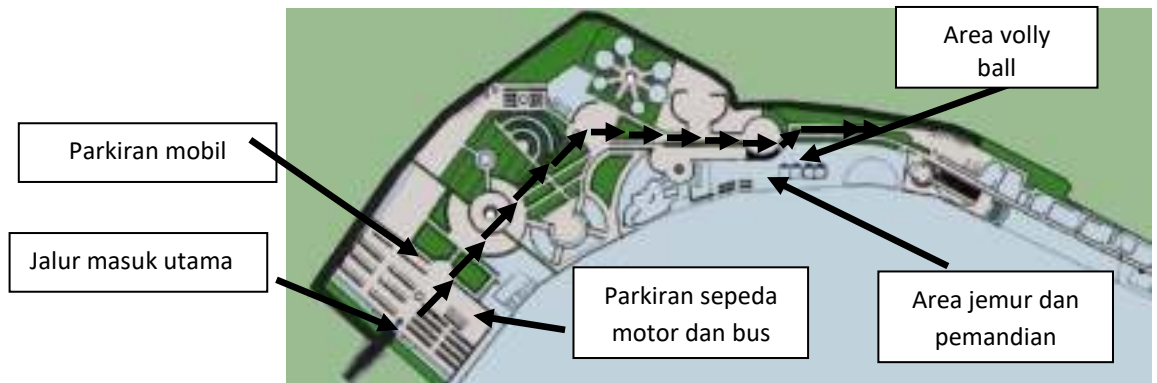 Area volly
ball
Parkiran mobil
Jalur masuk utama
Parkiran sepeda
motor dan bus
Area jemur dan
pemandian